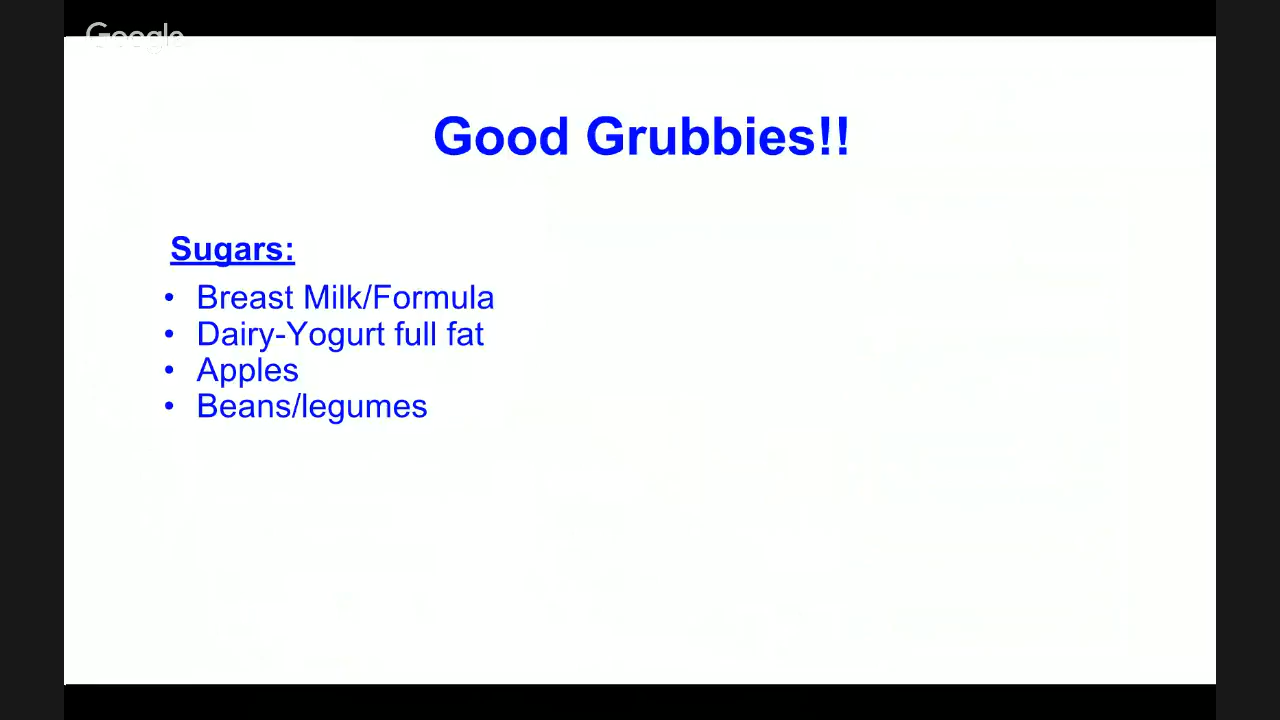 Google
Good Grubbies!!
Sugars:
• Breast Milk/Formula
• Dairy-Yogurt full fat
• Apples
• Beans/legumes